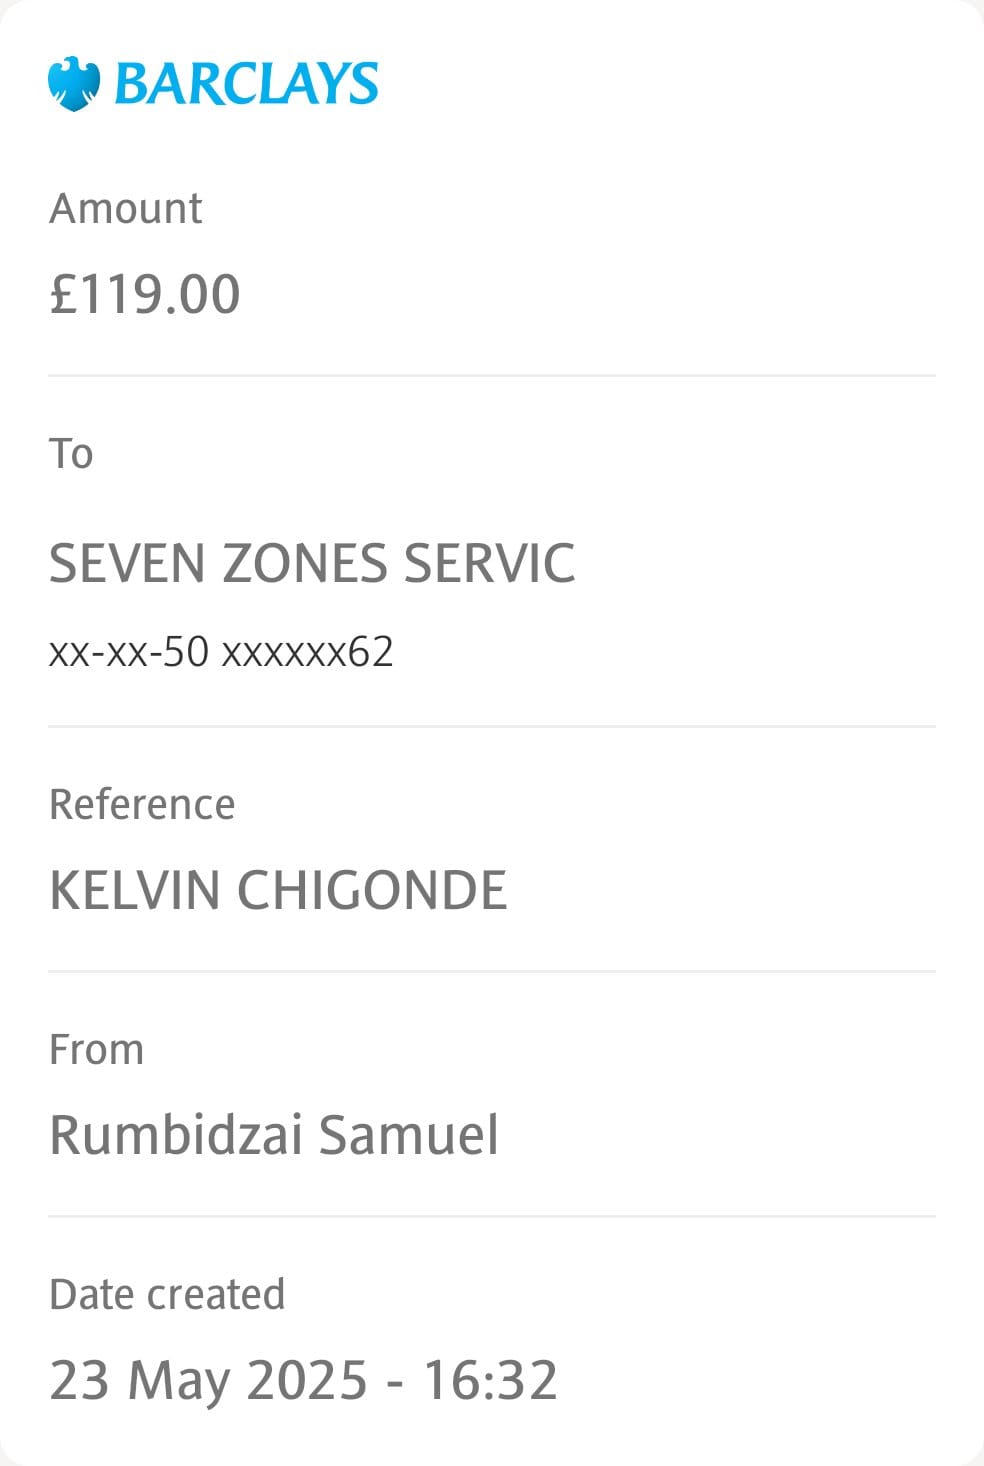 BARCLAYS
Amount
£119.00
To
SEVEN ZONES SERVIC
xx-xx-50 xxxxxx62
Reference
KELVIN CHIGONDE
From
Rumbidzai Samuel
Date created
23 May 2025 - 16:32